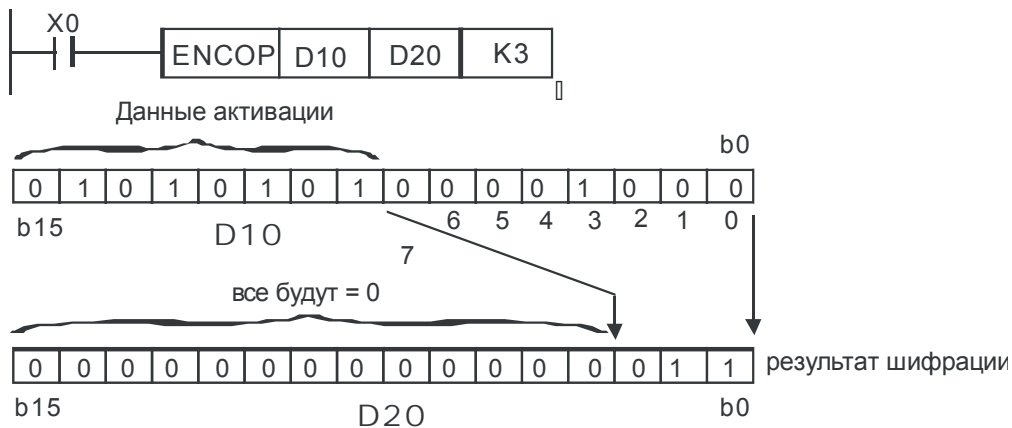 X0
ENCOP D10 D20 K3
Данные активации
b0
0 1 0 1 0 1 0 1 0 0 0 0 1 0 0 0
b15 D10 7 6 5 4 3 2 1 0
все будут = 0
0 0 0 0 0 0 0 0 0 0 0 0 0 0 1 1 результат шифрации
b15 D20 b0